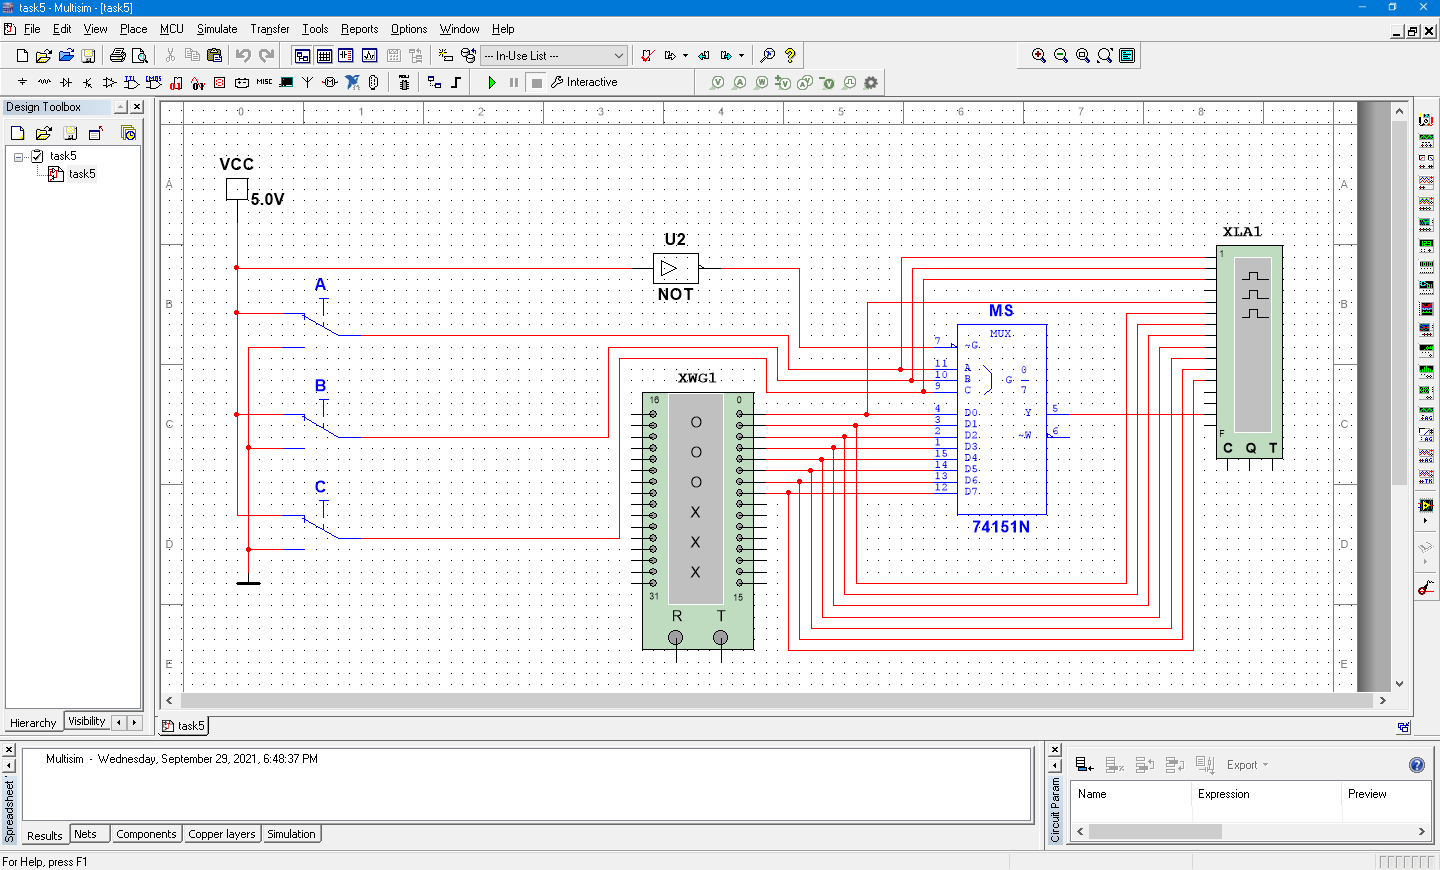 task5 - Multisim - [task5]
File Edit View Place MCU Simulate Transfer Tools Reports Options Window Help
--- In-Use List ---
MISC
Interactive
Design Toolbox
task5
task5
0 1 2 3 4 5 6 7 8
A
B
C
D
E
A
B
C
D
E
VCC
5.0V
U2
NOT
A
B
C
XWG1
16 0
O
O
O
X
X
X
31 15
R T
MS
MUX
7 ~G
11 A
10 B
9 C
G 0
7
4 D0
3 D1
2 D2
1 D3
15 D4
14 D5
13 D6
12 D7
Y 5
~W 6
74151N
XLA1
1
F
C Q T
Hierarchy Visibility
task5
Multisim - Wednesday, September 29, 2021, 6:48:37 PM
Spreadsheet
Results Nets Components Copper layers Simulation
Circuit Param
Export
Name Expression Preview
For Help, press F1